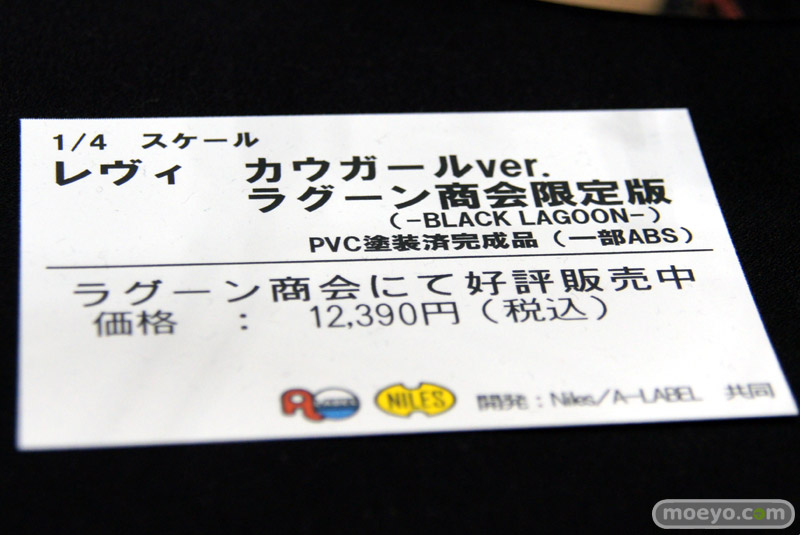 1/4 スケール
レヴィ カウガールver.
ラグーン商会限定版
（-BLACK LAGOON-）
PVC塗装済完成品（一部ABS）
ラグーン商会にて好評販売中
価格 ： 12,390円（税込）
NILES 開発：Niles/A-LABEL 共同
moeyo.com